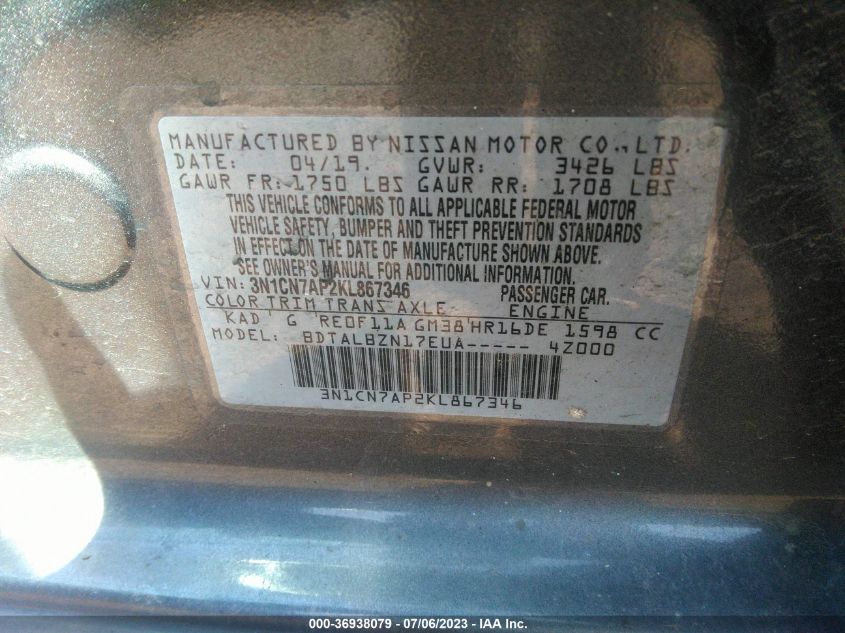 MANUFACTURED BY NISSAN MOTOR CO., LTD.
DATE: 04/19. GVWR: 3426 LBS
GAWR FR: 1750 LBS GAWR RR: 1708 LBS
THIS VEHICLE CONFORMS TO ALL APPLICABLE FEDERAL MOTOR
VEHICLE SAFETY, BUMPER AND THEFT PREVENTION STANDARDS
IN EFFECT ON THE DATE OF MANUFACTURE SHOWN ABOVE.
SEE OWNER'S MANUAL FOR ADDITIONAL INFORMATION.
VIN: 3N1CN7AP2KL867346 PASSENGER CAR.
COLOR TRIM TRANS AXLE ENGINE
KAD G RE0F11A GM38 HR16DE 1598 CC
MODEL: BDTALBZN17EUA----- 4Z000
3N1CN7AP2KL867346
000-36938079 - 07/06/2023 - IAA Inc.